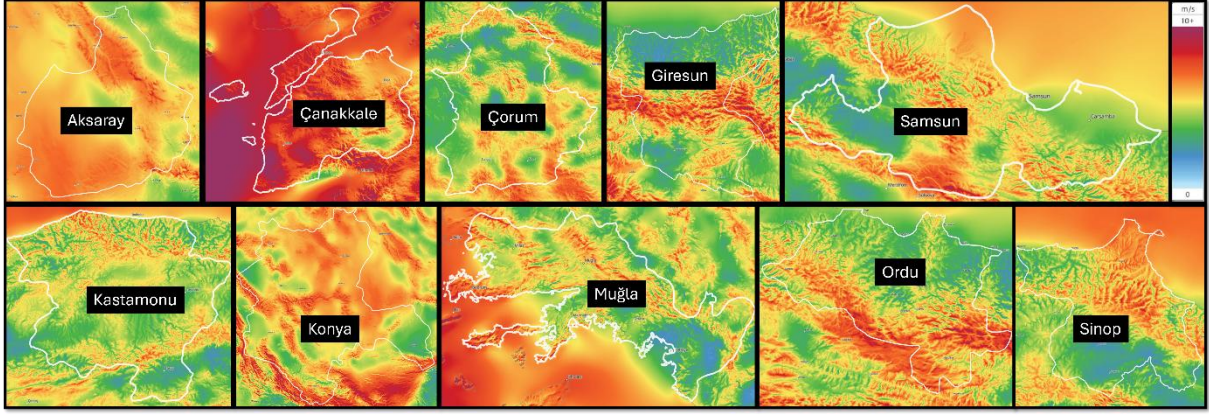 m/s
10+
Aksaray
Çanakkale
Çorum
Giresun
Samsun
Samsun
Çarşamba
0
Kastamonu
Konya
Muğla
Ordu
Sinop